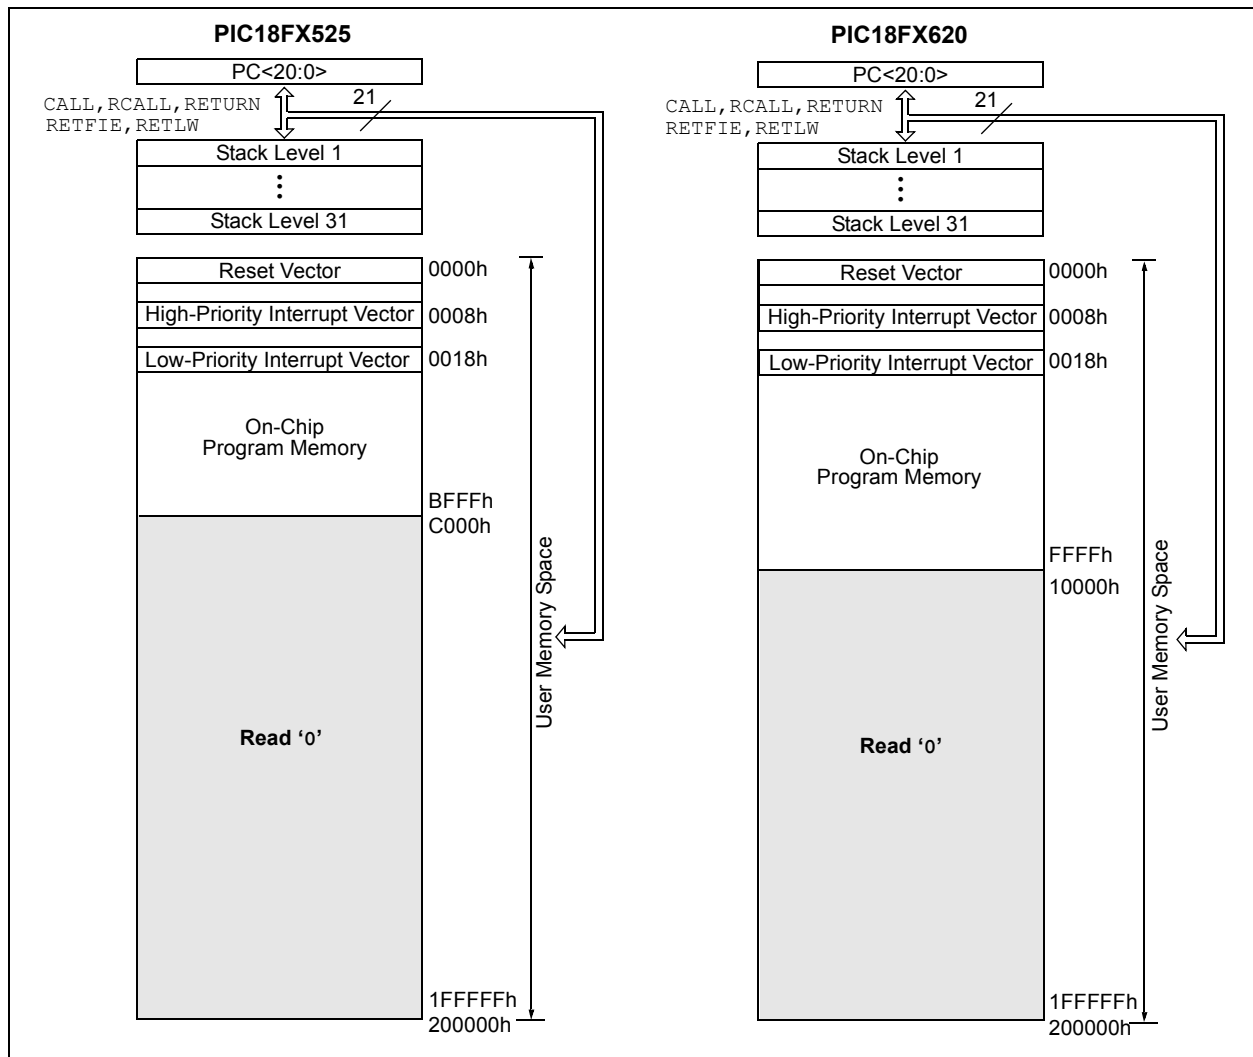 PIC18FX525
PC<20:0>
21
CALL,RCALL,RETURN
RETFIE,RETLW
Stack Level 1
Stack Level 31
Reset Vector
0000h
High-Priority Interrupt Vector
0008h
Low-Priority Interrupt Vector
0018h
On-Chip
Program Memory
BFFFh
C000h
User Memory Space
Read ‘0’
1FFFFFh
200000h
PIC18FX620
PC<20:0>
21
CALL,RCALL,RETURN
RETFIE,RETLW
Stack Level 1
Stack Level 31
Reset Vector
0000h
High-Priority Interrupt Vector
0008h
Low-Priority Interrupt Vector
0018h
On-Chip
Program Memory
FFFFh
10000h
User Memory Space
Read ‘0’
1FFFFFh
200000h